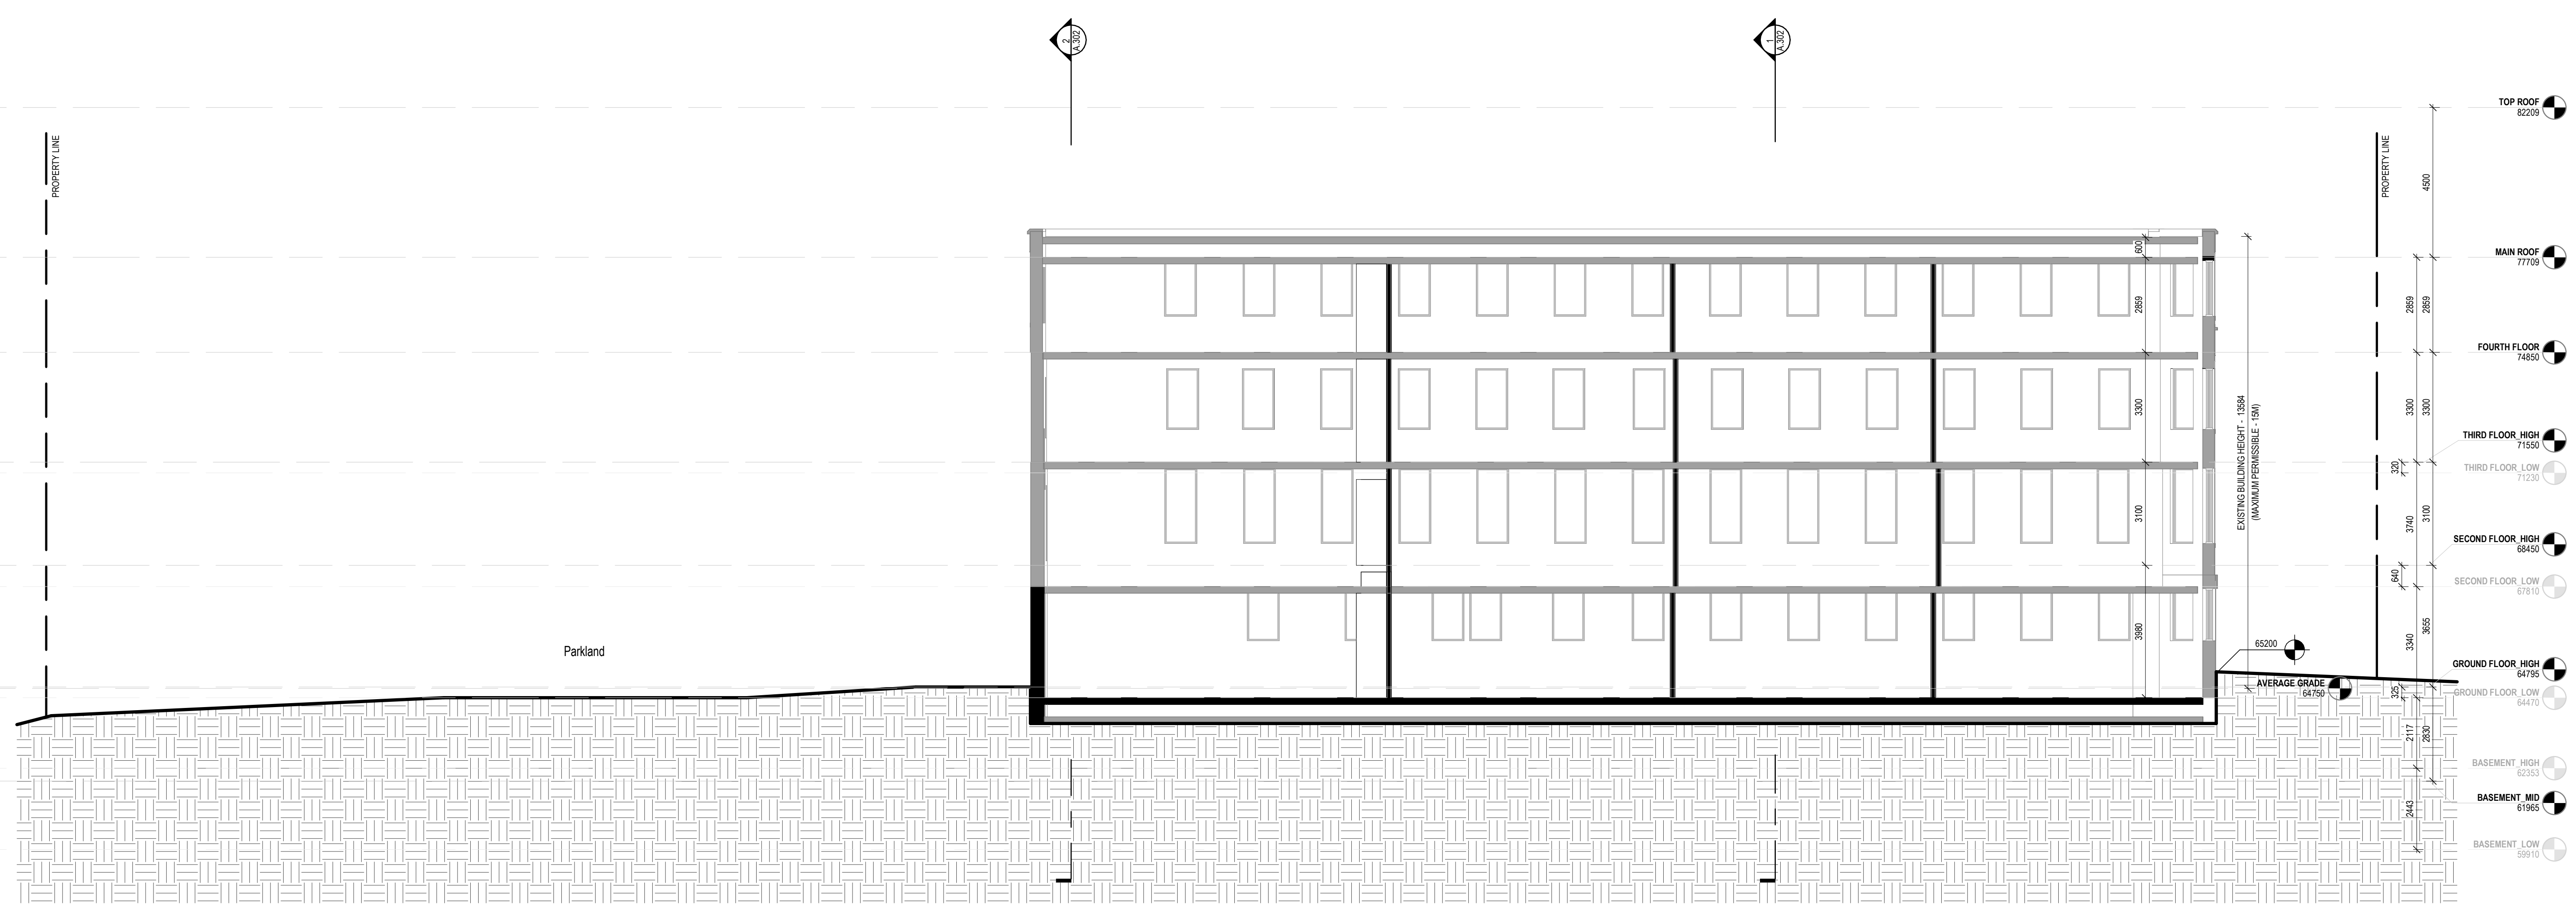 2
A.302
1
A.302
TOP ROOF
82209
PROPERTY LINE
PROPERTY LINE
4500
MAIN ROOF
77709
600
2859
2859
2859
FOURTH FLOOR
74850
3300
3300
3300
EXISTING BUILDING HEIGHT - 13584
(MAXIMUM PERMISSIBLE - 15M)
THIRD FLOOR_HIGH
71550
320
THIRD FLOOR_LOW
71230
3100
3740
3100
SECOND FLOOR_HIGH
68450
640
SECOND FLOOR_LOW
67810
3980
3340
3655
Parkland
65200
GROUND FLOOR_HIGH
64795
AVERAGE GRADE
64750
325
GROUND FLOOR_LOW
64470
2117
2830
BASEMENT_HIGH
62353
BASEMENT_MID
61965
2443
BASEMENT_LOW
59910